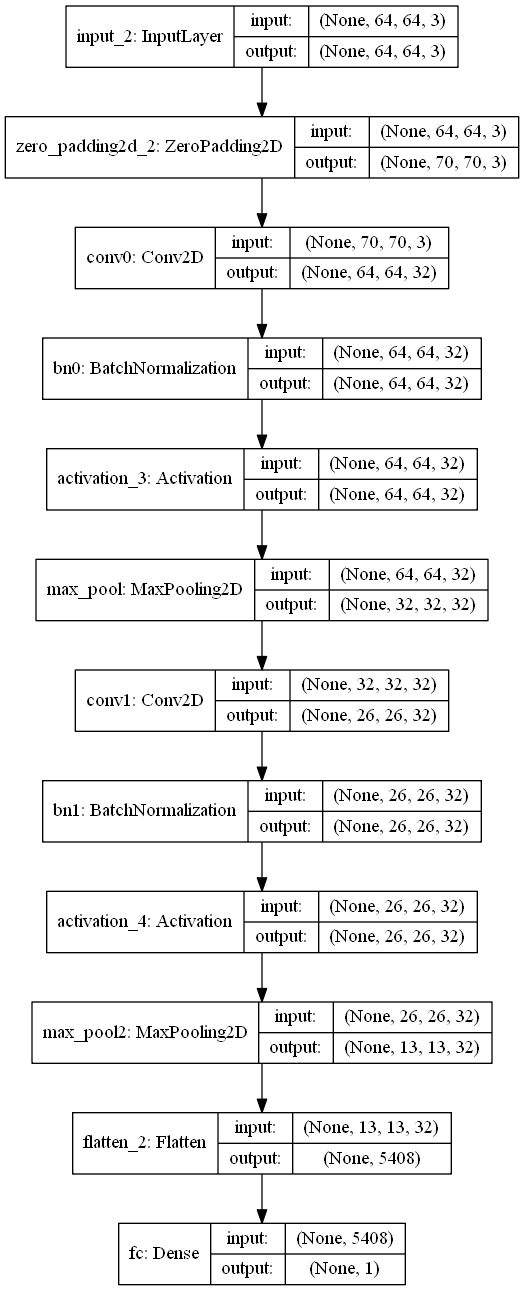 input_2: InputLayer
input: (None, 64, 64, 3)
output: (None, 64, 64, 3)
zero_padding2d_2: ZeroPadding2D
input: (None, 64, 64, 3)
output: (None, 70, 70, 3)
conv0: Conv2D
input: (None, 70, 70, 3)
output: (None, 64, 64, 32)
bn0: BatchNormalization
input: (None, 64, 64, 32)
output: (None, 64, 64, 32)
activation_3: Activation
input: (None, 64, 64, 32)
output: (None, 64, 64, 32)
max_pool: MaxPooling2D
input: (None, 64, 64, 32)
output: (None, 32, 32, 32)
conv1: Conv2D
input: (None, 32, 32, 32)
output: (None, 26, 26, 32)
bn1: BatchNormalization
input: (None, 26, 26, 32)
output: (None, 26, 26, 32)
activation_4: Activation
input: (None, 26, 26, 32)
output: (None, 26, 26, 32)
max_pool2: MaxPooling2D
input: (None, 26, 26, 32)
output: (None, 13, 13, 32)
flatten_2: Flatten
input: (None, 13, 13, 32)
output: (None, 5408)
fc: Dense
input: (None, 5408)
output: (None, 1)